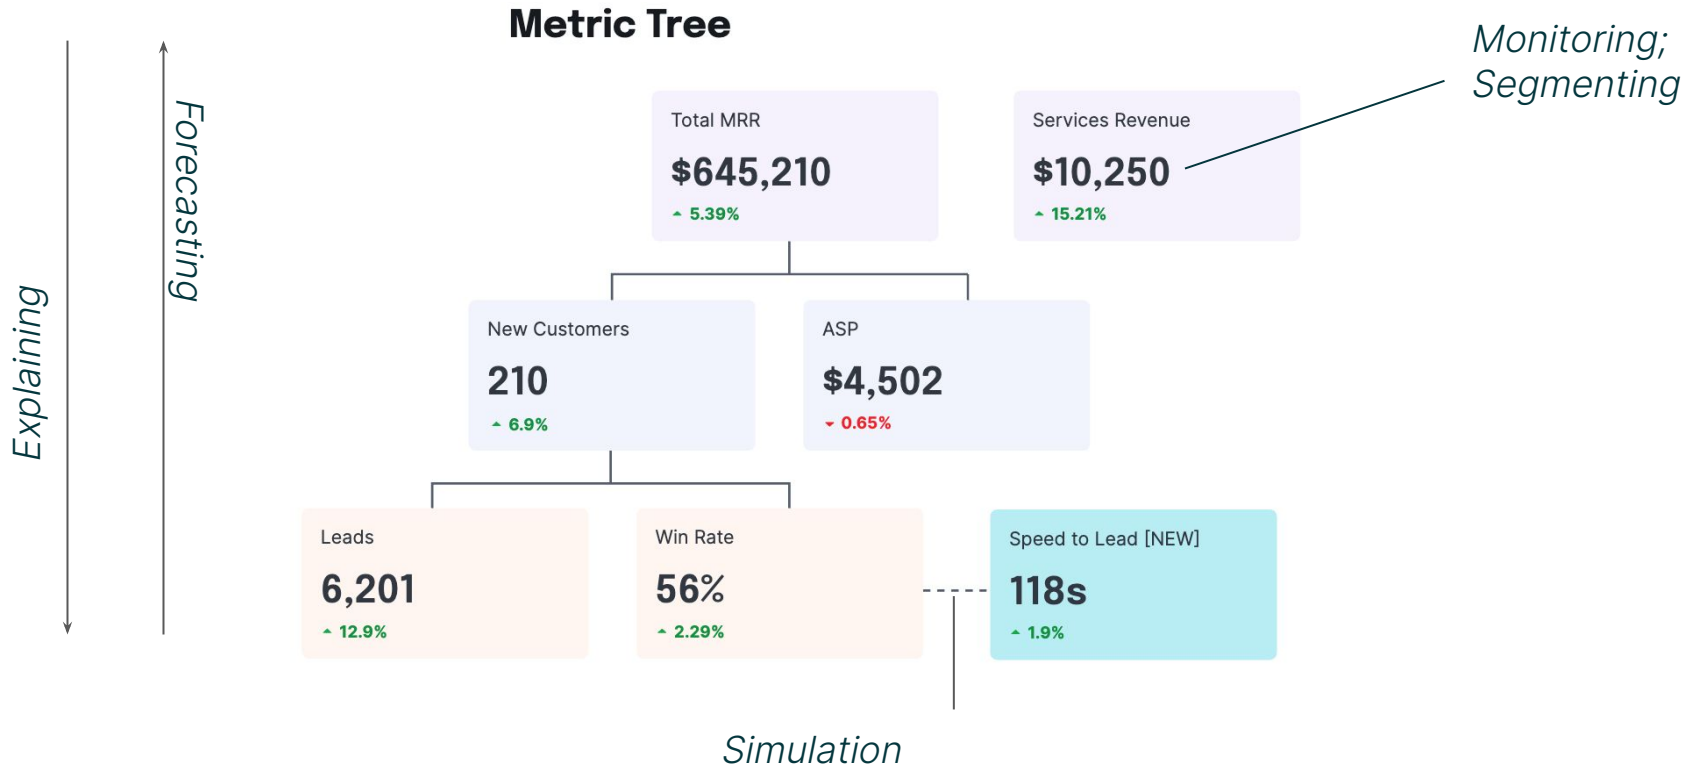 Metric Tree
Monitoring;
Segmenting
Forecasting
Explaining
Total MRR
$645,210
5.39%
Services Revenue
$10,250
15.21%
New Customers
210
6.9%
ASP
$4,502
0.65%
Leads
6,201
12.9%
Win Rate
56%
2.29%
Speed to Lead [NEW]
118s
1.9%
Simulation